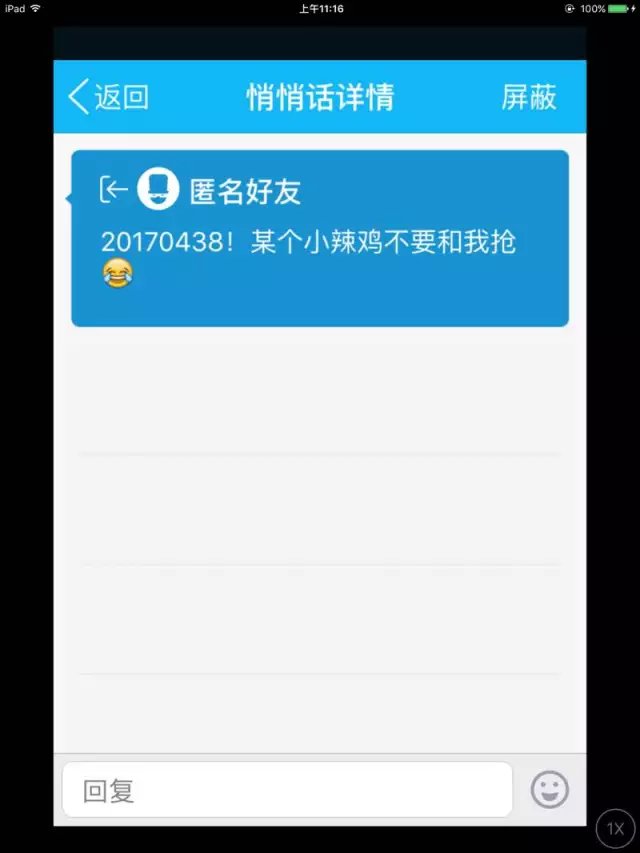 iPad 上午11:16 100%
返回 悄悄话详情 屏蔽
匿名好友
20170438！某个小辣鸡不要和我抢
😂
回复
1X